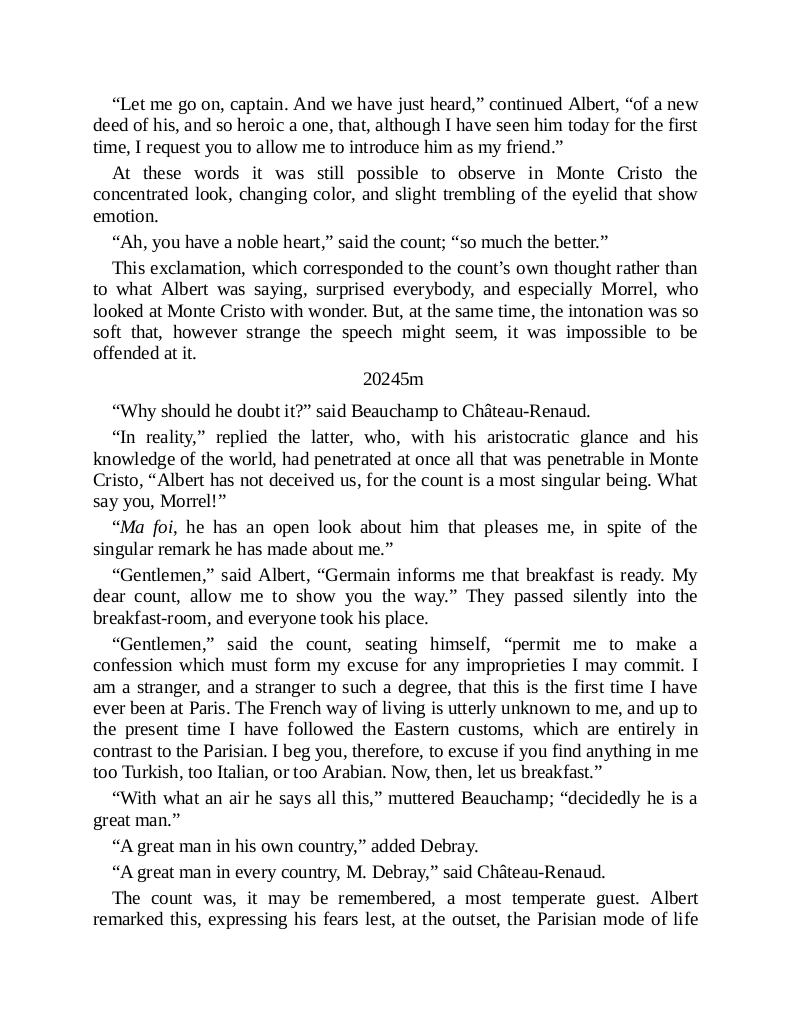 “Let me go on, captain. And we have just heard,” continued Albert, “of a new
deed of his, and so heroic a one, that, although I have seen him today for the first
time, I request you to allow me to introduce him as my friend.”
At these words it was still possible to observe in Monte Cristo the
concentrated look, changing color, and slight trembling of the eyelid that show
emotion.
“Ah, you have a noble heart,” said the count; “so much the better.”
This exclamation, which corresponded to the count’s own thought rather than
to what Albert was saying, surprised everybody, and especially Morrel, who
looked at Monte Cristo with wonder. But, at the same time, the intonation was so
soft that, however strange the speech might seem, it was impossible to be
offended at it.
20245m
“Why should he doubt it?” said Beauchamp to Château-Renaud.
“In reality,” replied the latter, who, with his aristocratic glance and his
knowledge of the world, had penetrated at once all that was penetrable in Monte
Cristo, “Albert has not deceived us, for the count is a most singular being. What
say you, Morrel!”
“Ma foi, he has an open look about him that pleases me, in spite of the
singular remark he has made about me.”
“Gentlemen,” said Albert, “Germain informs me that breakfast is ready. My
dear count, allow me to show you the way.” They passed silently into the
breakfast-room, and everyone took his place.
“Gentlemen,” said the count, seating himself, “permit me to make a
confession which must form my excuse for any improprieties I may commit. I
am a stranger, and a stranger to such a degree, that this is the first time I have
ever been at Paris. The French way of living is utterly unknown to me, and up to
the present time I have followed the Eastern customs, which are entirely in
contrast to the Parisian. I beg you, therefore, to excuse if you find anything in me
too Turkish, too Italian, or too Arabian. Now, then, let us breakfast.”
“With what an air he says all this,” muttered Beauchamp; “decidedly he is a
great man.”
“A great man in his own country,” added Debray.
“A great man in every country, M. Debray,” said Château-Renaud.
The count was, it may be remembered, a most temperate guest. Albert
remarked this, expressing his fears lest, at the outset, the Parisian mode of life